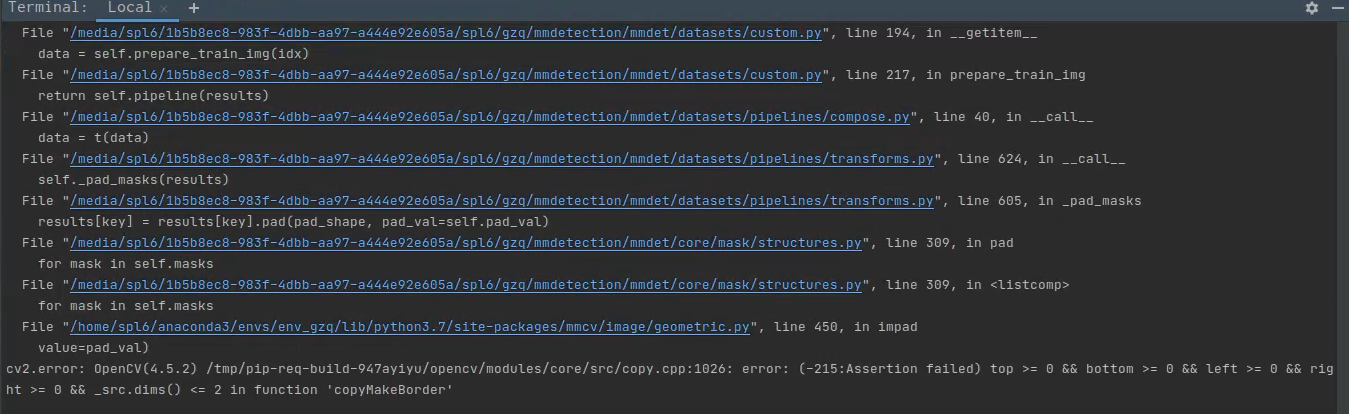 Terminal: Local × +
File "/media/spl6/1b5b8ec8-983f-4dbb-aa97-a444e92e605a/spl6/gzq/mmdetection/mmdet/datasets/custom.py", line 194, in __getitem__
data = self.prepare_train_img(idx)
File "/media/spl6/1b5b8ec8-983f-4dbb-aa97-a444e92e605a/spl6/gzq/mmdetection/mmdet/datasets/custom.py", line 217, in prepare_train_img
return self.pipeline(results)
File "/media/spl6/1b5b8ec8-983f-4dbb-aa97-a444e92e605a/spl6/gzq/mmdetection/mmdet/datasets/pipelines/compose.py", line 40, in __call__
data = t(data)
File "/media/spl6/1b5b8ec8-983f-4dbb-aa97-a444e92e605a/spl6/gzq/mmdetection/mmdet/datasets/pipelines/transforms.py", line 624, in __call__
self._pad_masks(results)
File "/media/spl6/1b5b8ec8-983f-4dbb-aa97-a444e92e605a/spl6/gzq/mmdetection/mmdet/datasets/pipelines/transforms.py", line 605, in _pad_masks
results[key] = results[key].pad(pad_shape, pad_val=self.pad_val)
File "/media/spl6/1b5b8ec8-983f-4dbb-aa97-a444e92e605a/spl6/gzq/mmdetection/mmdet/core/mask/structures.py", line 309, in pad
for mask in self.masks
File "/media/spl6/1b5b8ec8-983f-4dbb-aa97-a444e92e605a/spl6/gzq/mmdetection/mmdet/core/mask/structures.py", line 309, in <listcomp>
for mask in self.masks
File "/home/spl6/anaconda3/envs/env_gzq/lib/python3.7/site-packages/mmcv/image/geometric.py", line 450, in impad
value=pad_val)
cv2.error: OpenCV(4.5.2) /tmp/pip-req-build-947ayiyu/opencv/modules/core/src/copy.cpp:1026: error: (-215:Assertion failed) top >= 0 && bottom >= 0 && left >= 0 && rig
ht >= 0 && _src.dims() <= 2 in function 'copyMakeBorder'